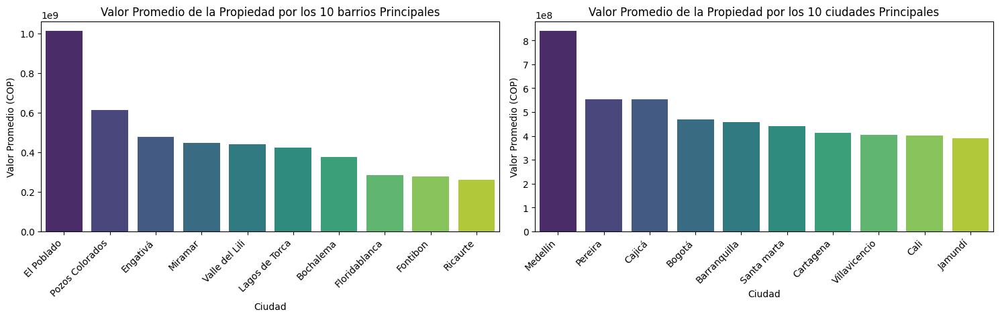 Valor Promedio de la Propiedad por los 10 barrios Principales
1e9
1.0
0.8
0.6
0.4
0.2
0.0
Valor Promedio (COP)
El Poblado
Pozos Colorados
Engativá
Miramar
Valle del Lili
Lagos de Torca
Bochalema
Floridablanca
Fontibon
Ricaurte
Ciudad
Valor Promedio de la Propiedad por los 10 ciudades Principales
1e8
8
7
6
5
4
3
2
1
0
Valor Promedio (COP)
Medellín
Pereira
Cajicá
Bogotá
Barranquilla
Santa marta
Cartagena
Villavicencio
Cali
Jamundí
Ciudad